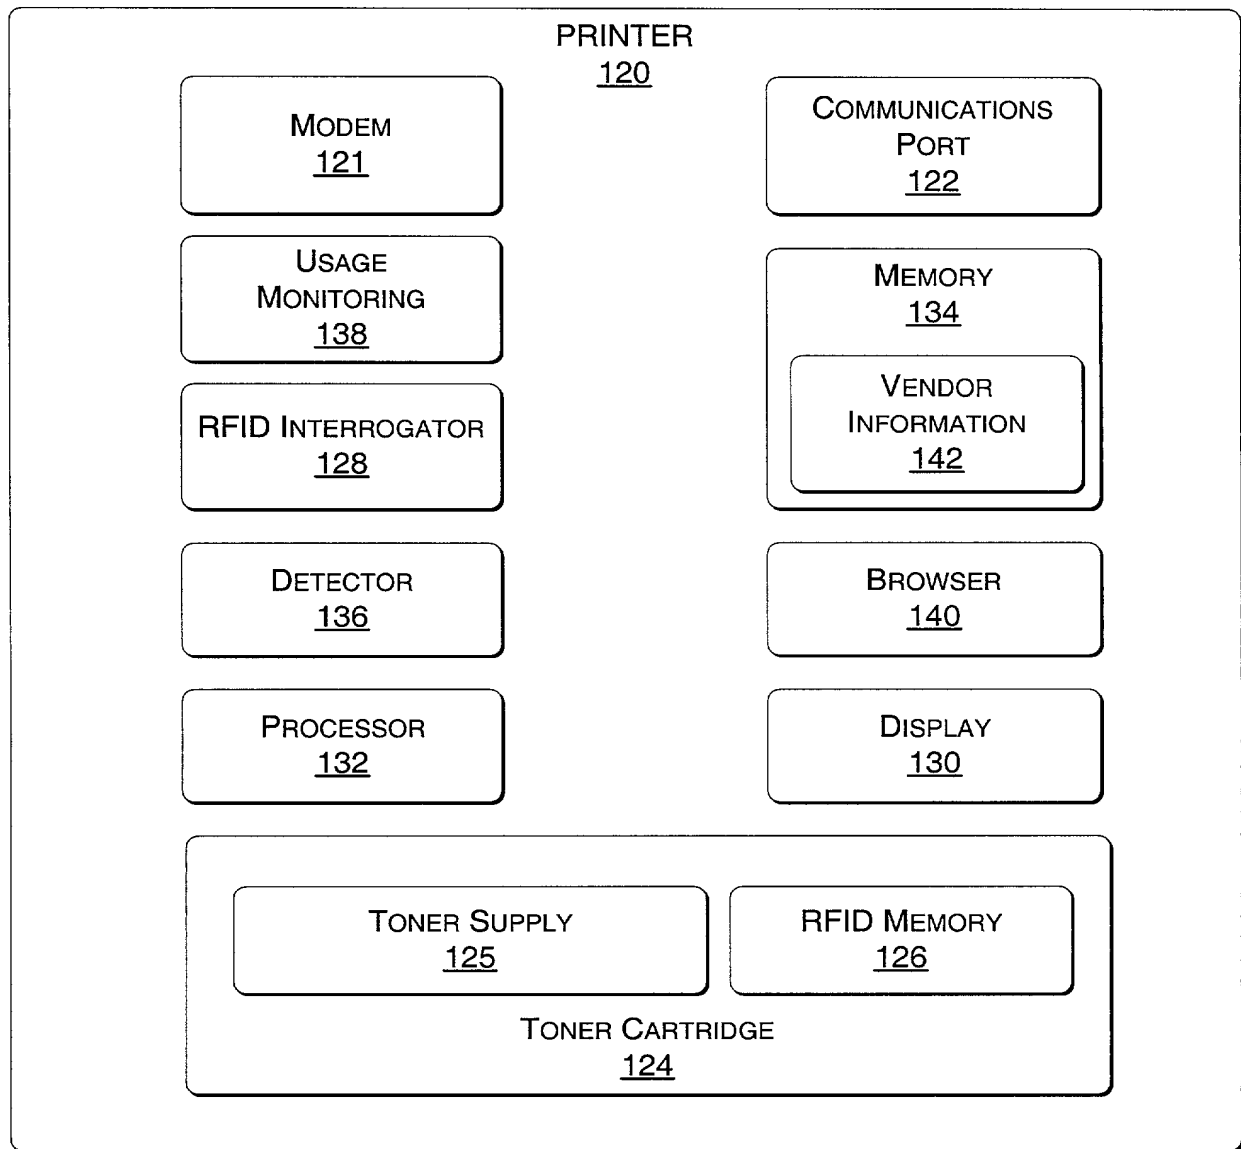 PRINTER
120
MODEM
121
COMMUNICATIONS
PORT
122
USAGE
MONITORING
138
MEMORY
134
VENDOR
INFORMATION
142
RFID INTERROGATOR
128
DETECTOR
136
BROWSER
140
PROCESSOR
132
DISPLAY
130
TONER SUPPLY
125
RFID MEMORY
126
TONER CARTRIDGE
124